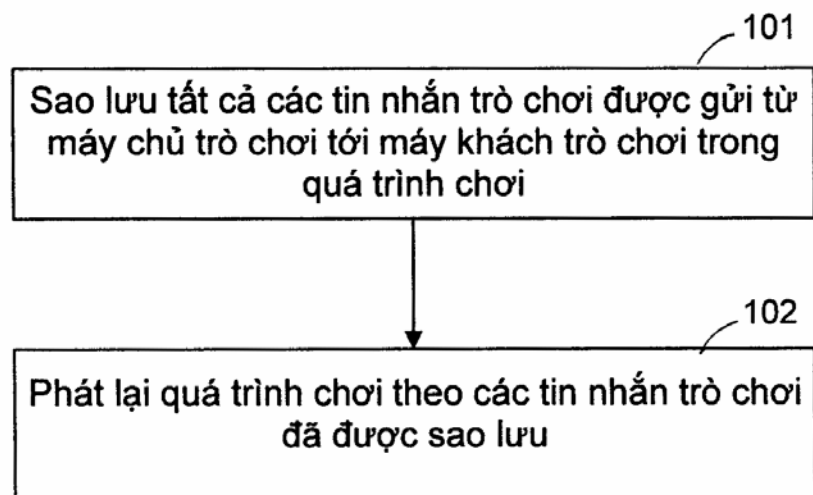 101
Sao lưu tất cả các tin nhắn trò chơi được gửi từ
máy chủ trò chơi tới máy khách trò chơi trong
quá trình chơi
102
Phát lại quá trình chơi theo các tin nhắn trò chơi
đã được sao lưu